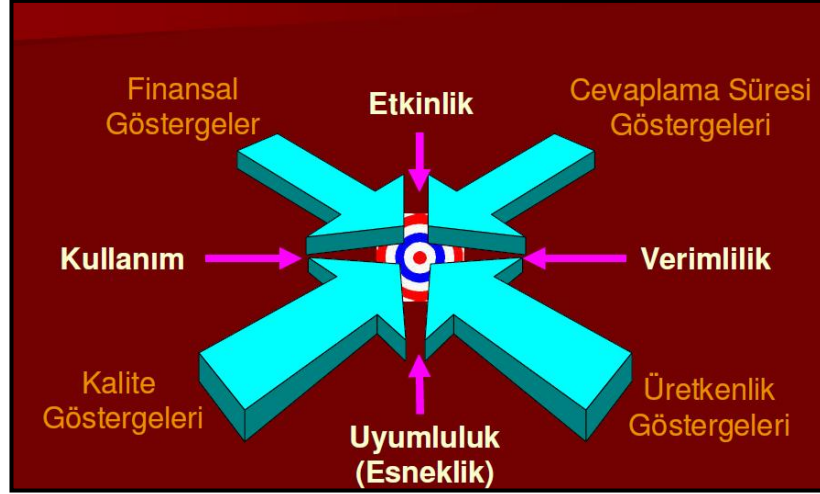 Finansal
Göstergeler
Etkinlik
Cevaplama Süresi
Göstergeleri
Kullanım
Verimlilik
Kalite
Göstergeleri
Uyumluluk
(Esneklik)
Üretkenlik
Göstergeleri